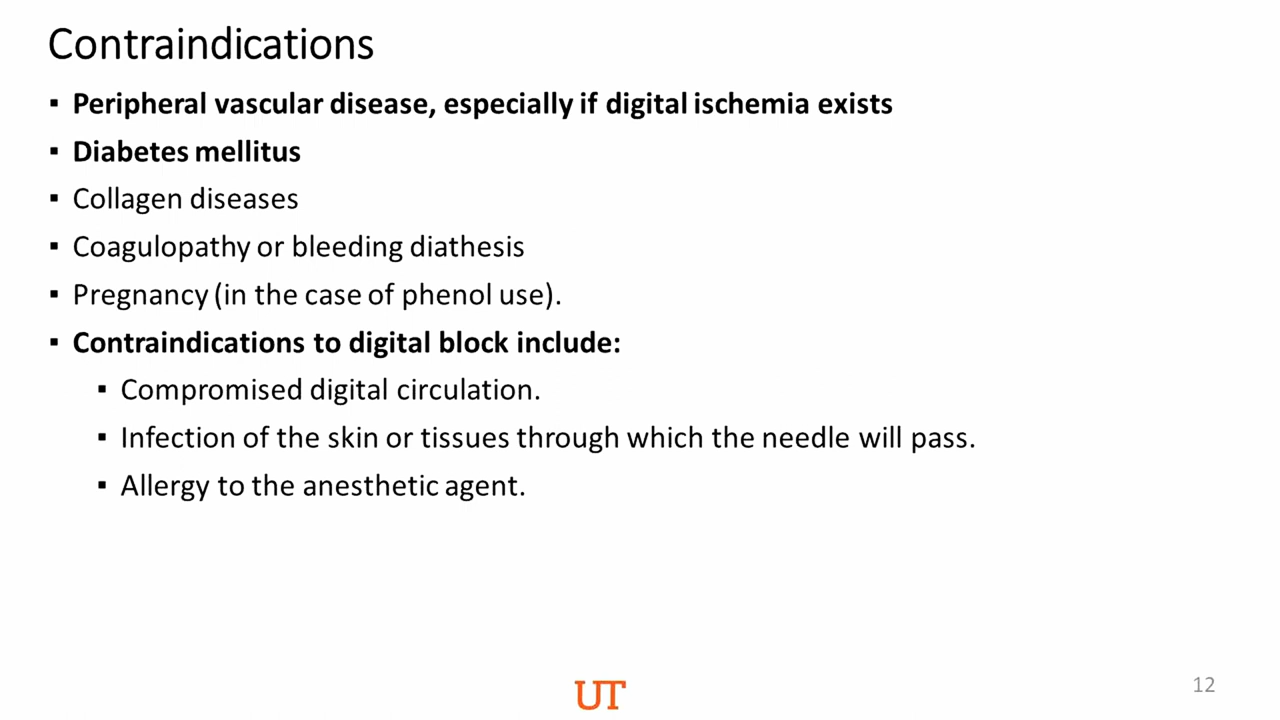 Contraindications
▪ Peripheral vascular disease, especially if digital ischemia exists
▪ Diabetes mellitus
▪ Collagen diseases
▪ Coagulopathy or bleeding diathesis
▪ Pregnancy (in the case of phenol use).
▪ Contraindications to digital block include:
▪ Compromised digital circulation.
▪ Infection of the skin or tissues through which the needle will pass.
▪ Allergy to the anesthetic agent.
UT
12